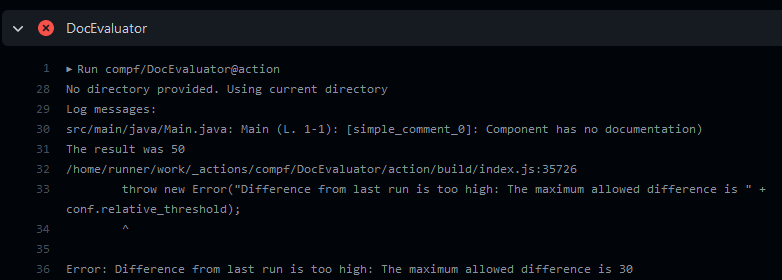 DocEvaluator
1 ▶ Run compf/DocEvaluator@action
28 No directory provided. Using current directory
29 Log messages:
30 src/main/java/Main.java: Main (L. 1-1): [simple_comment_0]: Component has no documentation)
31 The result was 50
32 /home/runner/work/_actions/compf/DocEvaluator/action/build/index.js:35726
33 throw new Error("Difference from last run is too high: The maximum allowed difference is " +
conf.relative_threshold);
34 ^
35
36 Error: Difference from last run is too high: The maximum allowed difference is 30